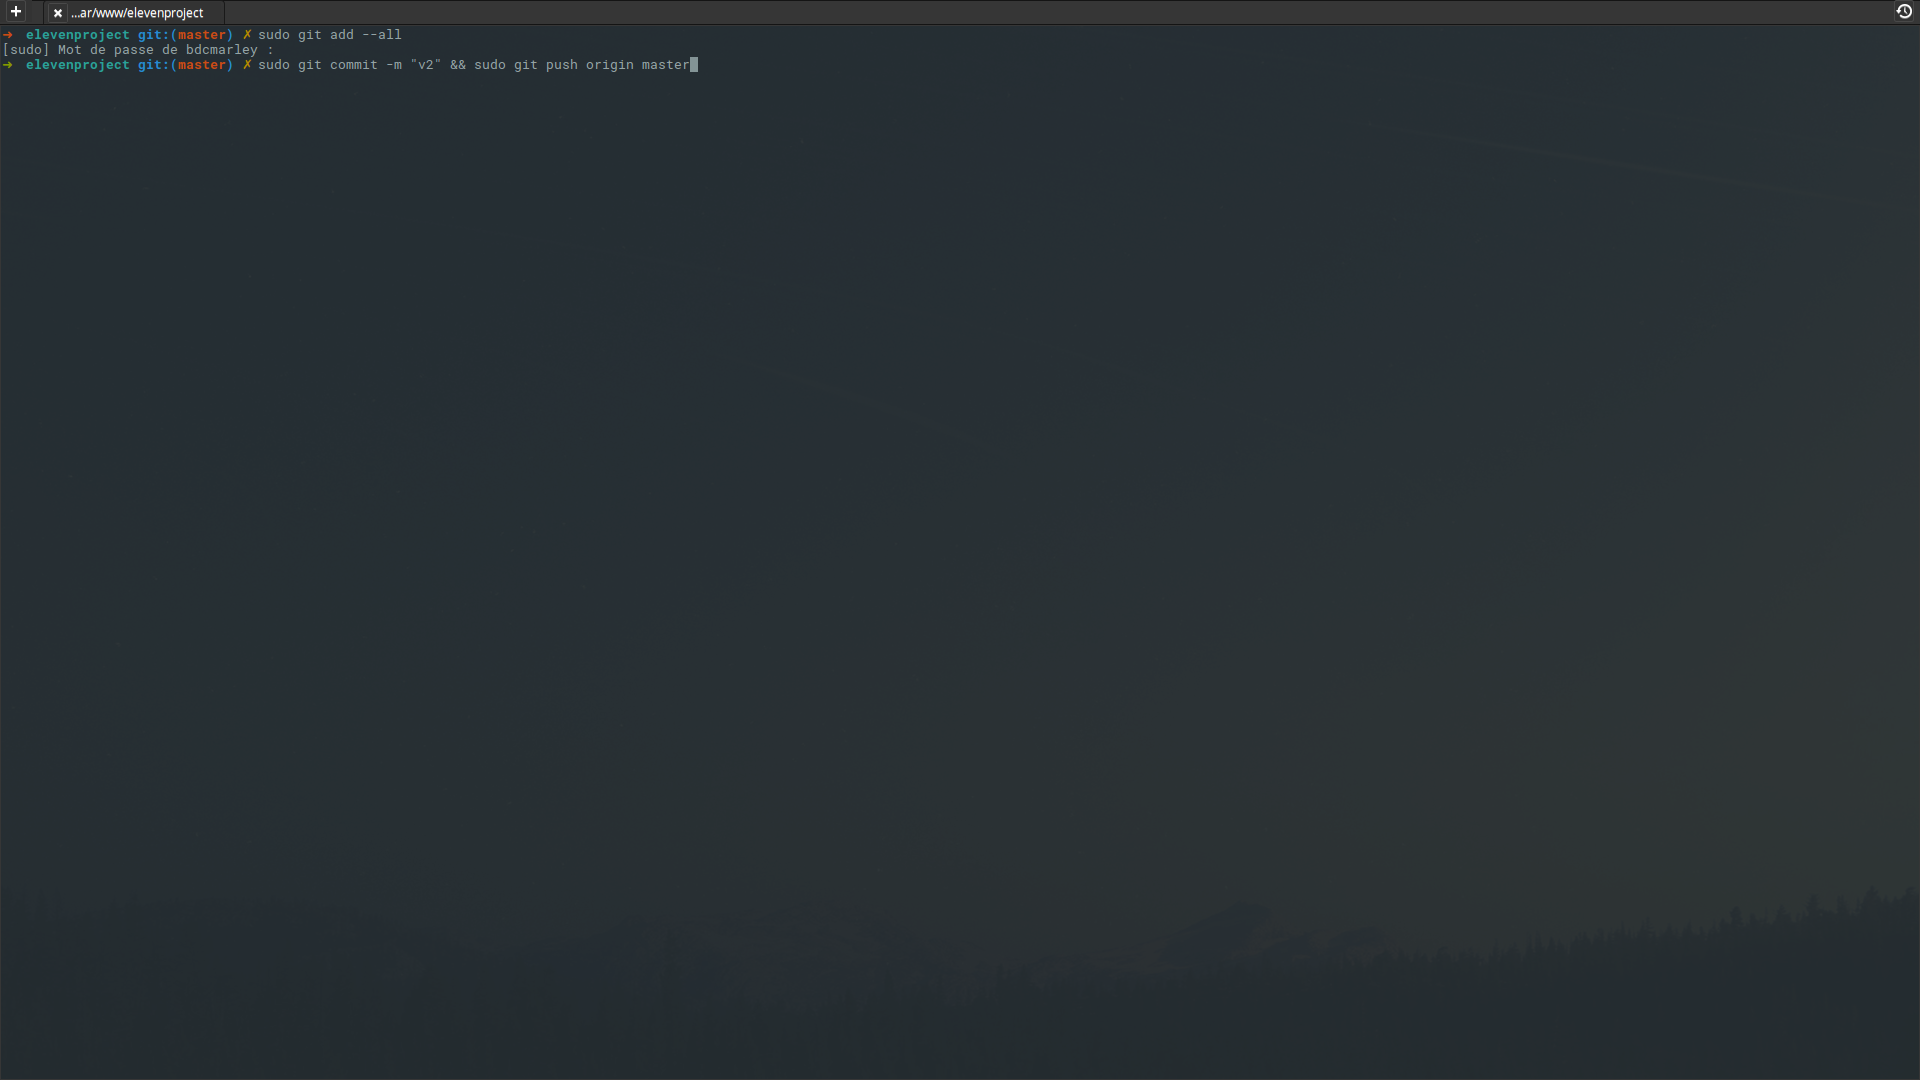 ...ar/www/elevenproject
➜ elevenproject git:(master) ✗ sudo git add --all
[sudo] Mot de passe de bdcmarley :
➜ elevenproject git:(master) ✗ sudo git commit -m "v2" && sudo git push origin master